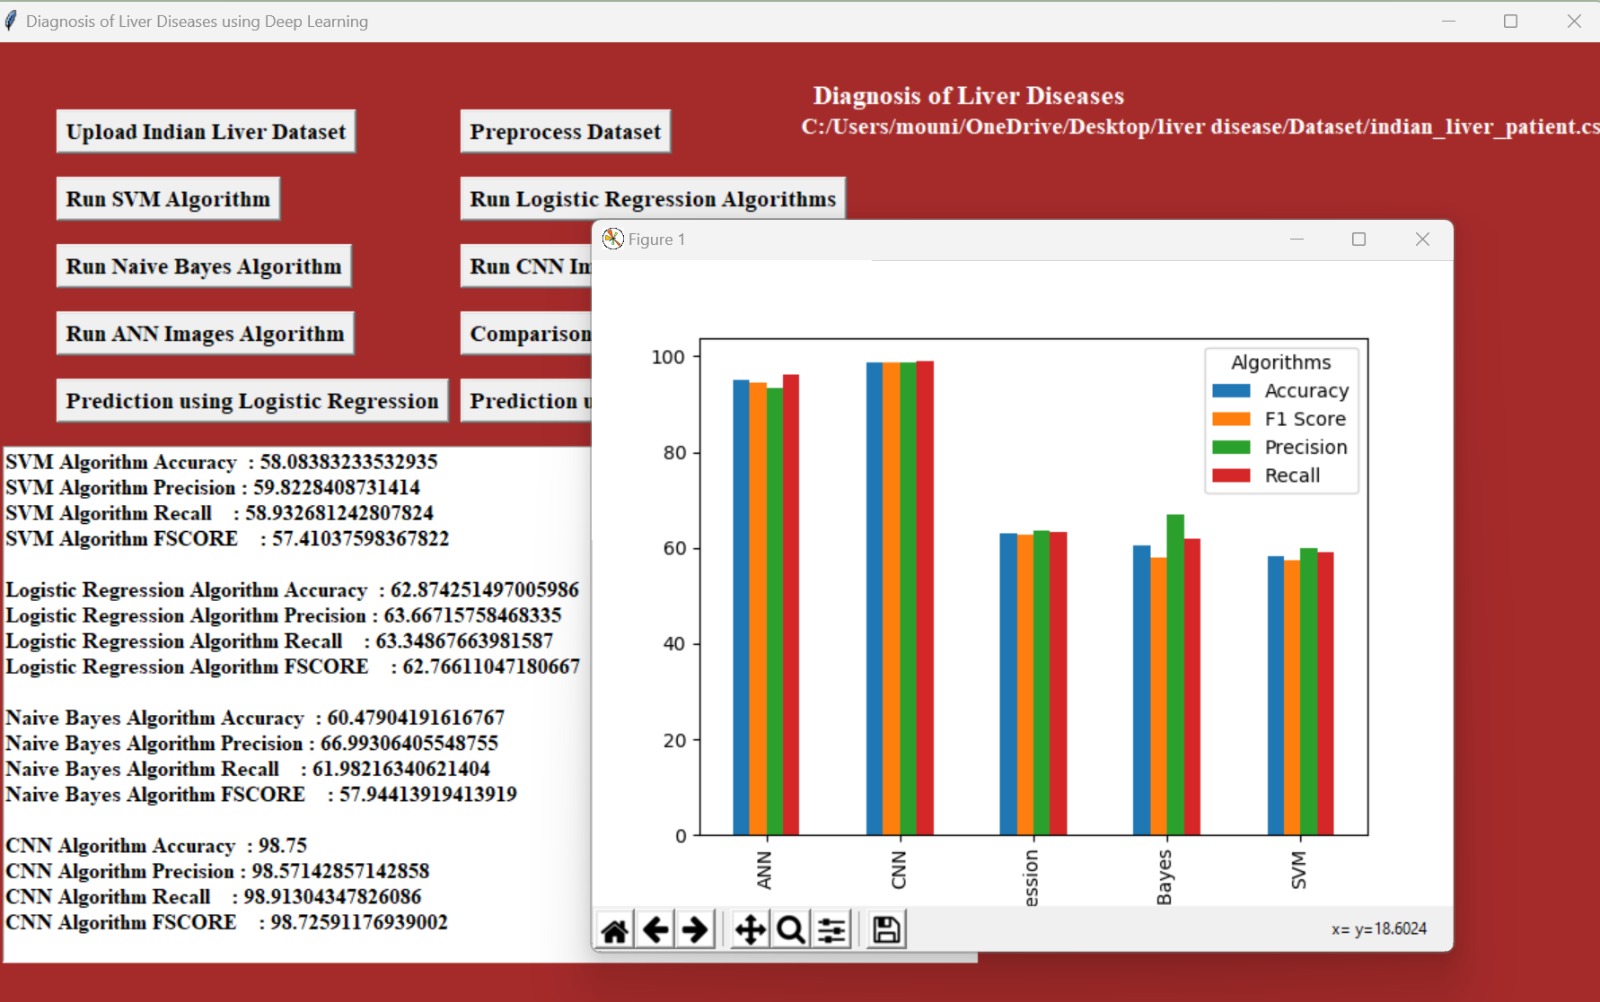 Diagnosis of Liver Diseases using Deep Learning
Diagnosis of Liver Diseases
C:/Users/mouni/OneDrive/Desktop/liver disease/Dataset/indian_liver_patient.cs
Upload Indian Liver Dataset
Preprocess Dataset
Run SVM Algorithm
Run Logistic Regression Algorithms
Run Naive Bayes Algorithm
Run CNN Im
Run ANN Images Algorithm
Comparison
Prediction using Logistic Regression
Prediction u
SVM Algorithm Accuracy : 58.08383233532935
SVM Algorithm Precision : 59.8228408731414
SVM Algorithm Recall : 58.932681242807824
SVM Algorithm FSCORE : 57.41037598367822
Logistic Regression Algorithm Accuracy : 62.874251497005986
Logistic Regression Algorithm Precision : 63.66715758468335
Logistic Regression Algorithm Recall : 63.34867663981587
Logistic Regression Algorithm FSCORE : 62.76611047180667
Naive Bayes Algorithm Accuracy : 60.47904191616767
Naive Bayes Algorithm Precision : 66.99306405548755
Naive Bayes Algorithm Recall : 61.98216340621404
Naive Bayes Algorithm FSCORE : 57.94413919413919
CNN Algorithm Accuracy : 98.75
CNN Algorithm Precision : 98.57142857142858
CNN Algorithm Recall : 98.91304347826086
CNN Algorithm FSCORE : 98.72591176939002
Figure 1
Algorithms
Accuracy
F1 Score
Precision
Recall
100
80
60
40
20
0
ANN
CNN
ession
Bayes
SVM
x= y=18.6024